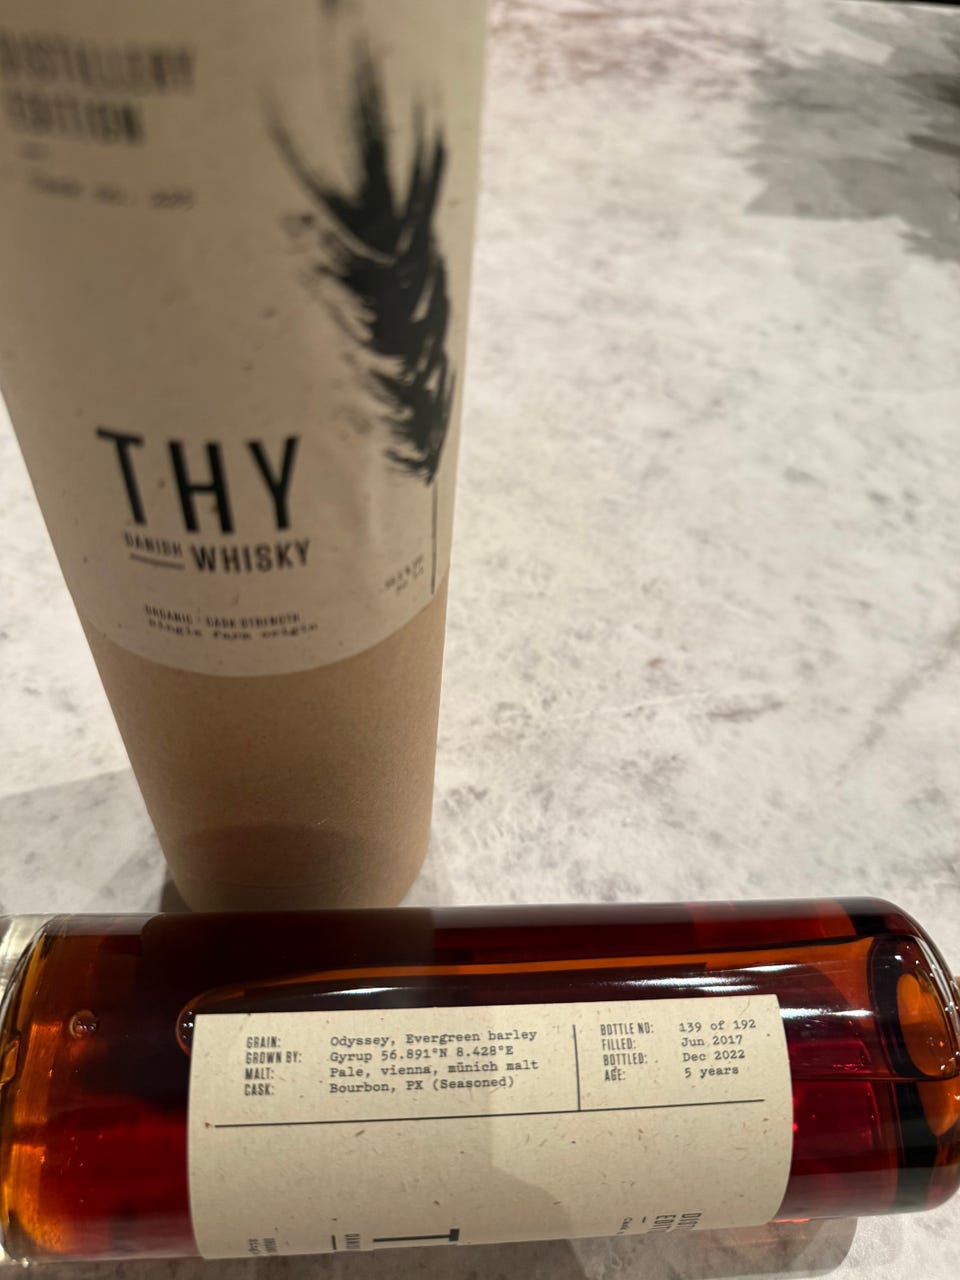 DISTILLERY
EDITION
THY
DANISH WHISKY
ORGANIC - CASK STRENGTH
single farm origin
GRAIN: Odyssey, Evergreen barley
GROWN BY: Gyrup 56.891°N 8.428°E
MALT: Pale, vienna, münich malt
CASK: Bourbon, PX (Seasoned)
BOTTLE NO: 139 of 192
FILLED: Jun 2017
BOTTLED: Dec 2022
AGE: 5 years